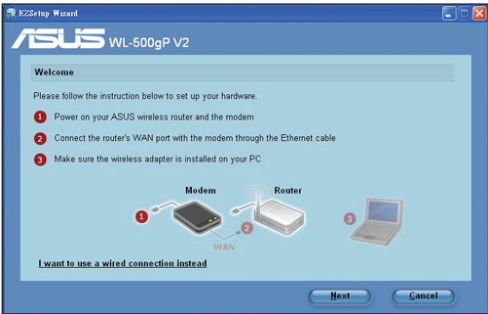 EZSetup Wizard
ASUS WL-500gP V2
Welcome
Please follow the instruction below to set up your hardware.
1 Power on your ASUS wireless router and the modem
2 Connect the router's WAN port with the modem through the Ethernet cable
3 Make sure the wireless adapter is installed on your PC
Modem Router
1 2 3
WAN
I want to use a wired connection instead
Next Cancel